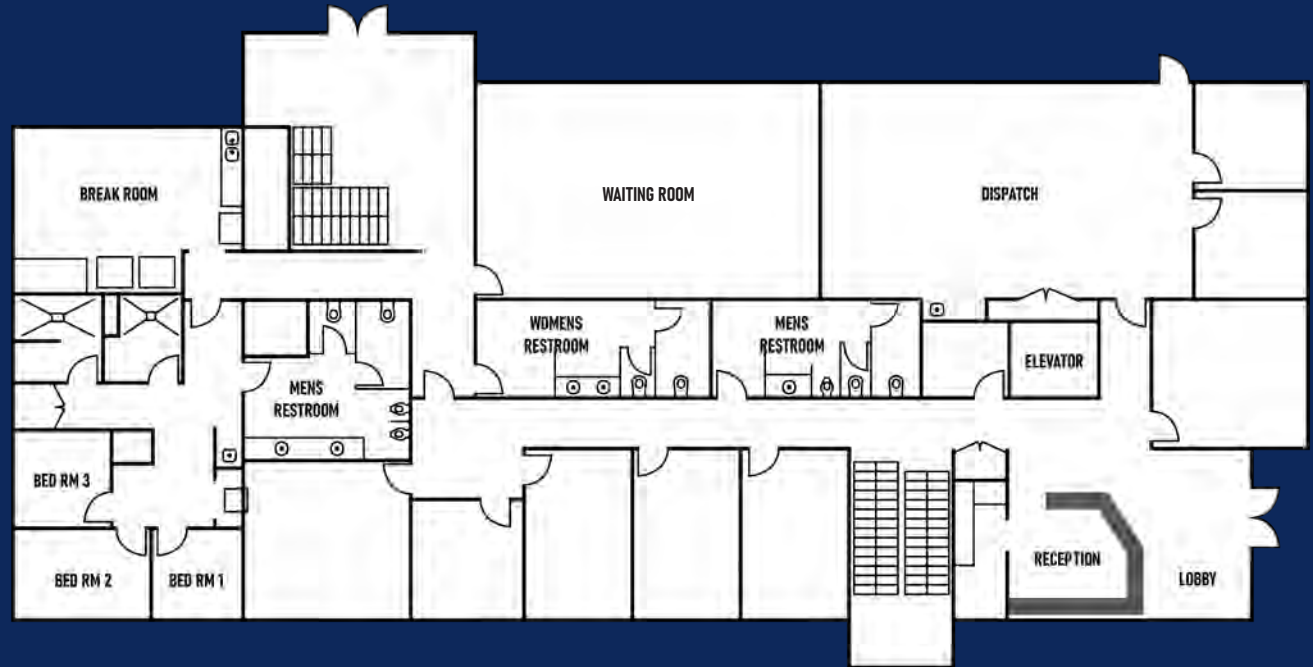 BREAK ROOM
WAITING ROOM
DISPATCH
WOMENS
RESTROOM
MENS
RESTROOM
ELEVATOR
MENS
RESTROOM
BED RM 3
BED RM 2
BED RM 1
RECEPTION
LOBBY